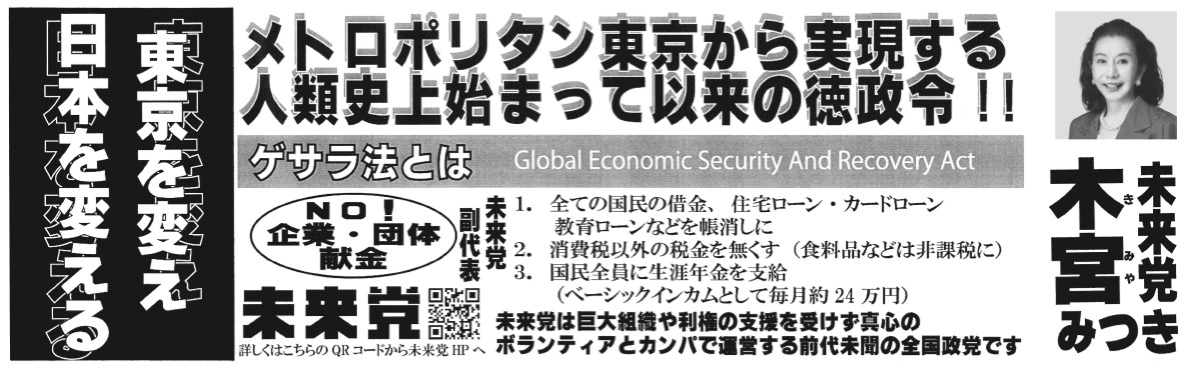 未来党
木宮みつき
きみや
メトロポリタン東京から実現する
人類史上始まって以来の徳政令!!
東京を変え
日本を変える
ゲサラ法とは Global Economic Security And Recovery Act
NO!
企業・団体
献金
未来党
副代表
1. 全ての国民の借金、住宅ローン・カードローン
教育ローンなどを帳消しに
2. 消費税以外の税金を無くす(食料品などは非課税に)
3. 国民全員に生涯年金を支給
(ベーシックインカムとして毎月約24万円)
未来党
詳しくはこちらのQRコードから未来党HPへ
未来党は巨大組織や利権の支援を受けず真心の
ボランティアとカンパで運営する前代未聞の全国政党です